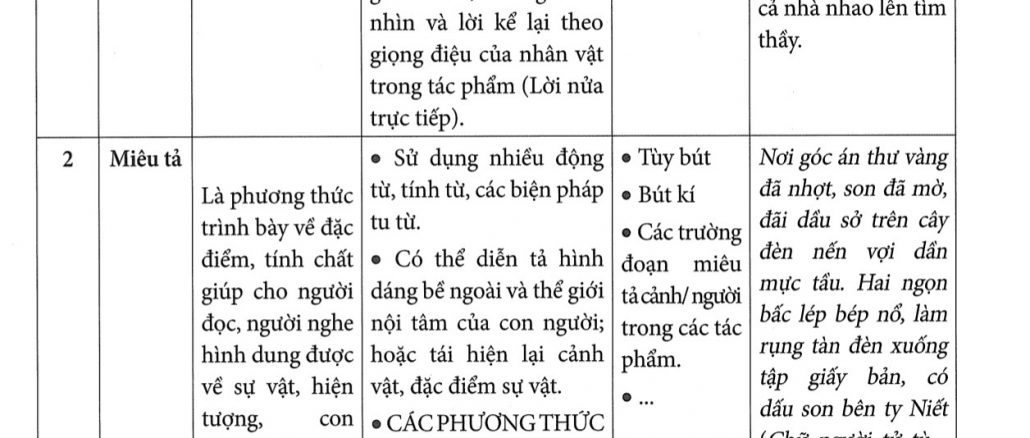 nhìn và lời kể lại theo
giọng điệu của nhân vật
trong tác phẩm (Lời nửa
trực tiếp).
cả nhà nhao lên tìm
thầy.
2
Miêu tả
Là phương thức
trình bày về đặc
điểm, tính chất
giúp cho người
đọc, người nghe
hình dung được
về sự vật, hiện
tượng, con
• Sử dụng nhiều động
từ, tính từ, các biện pháp
tu từ.
• Có thể diễn tả hình
dáng bề ngoài và thế giới
nội tâm của con người;
hoặc tái hiện lại cảnh
vật, đặc điểm sự vật.
• CÁC PHƯƠNG THỨC
• Tùy bút
• Bút kí
• Các trường
đoạn miêu
tả cảnh/ người
trong các tác
phẩm.
• ...
Nơi góc án thư vàng
đã nhợt, son đã mờ,
đãi dầu sở trên cây
đèn nến vợi dần
mực tầu. Hai ngọn
bấc lép bép nổ, làm
rụng tàn đèn xuống
tập giấy bản, có
dấu son bên ty Niết